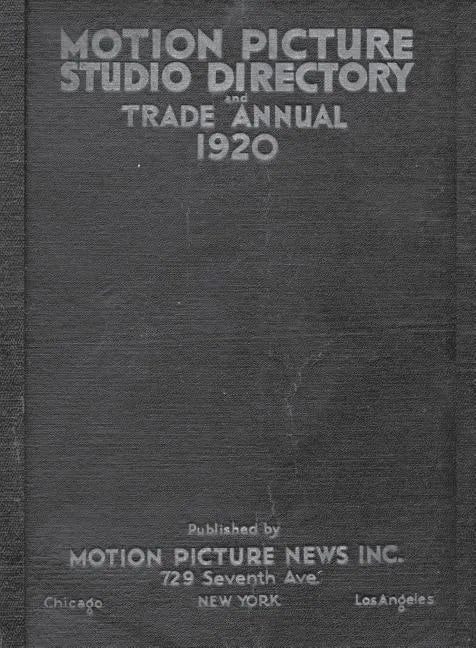 MOTION PICTURE
STUDIO DIRECTORY
and
TRADE ANNUAL
1920
Published by
MOTION PICTURE NEWS INC.
729 Seventh Ave.
Chicago NEW YORK Los Angeles